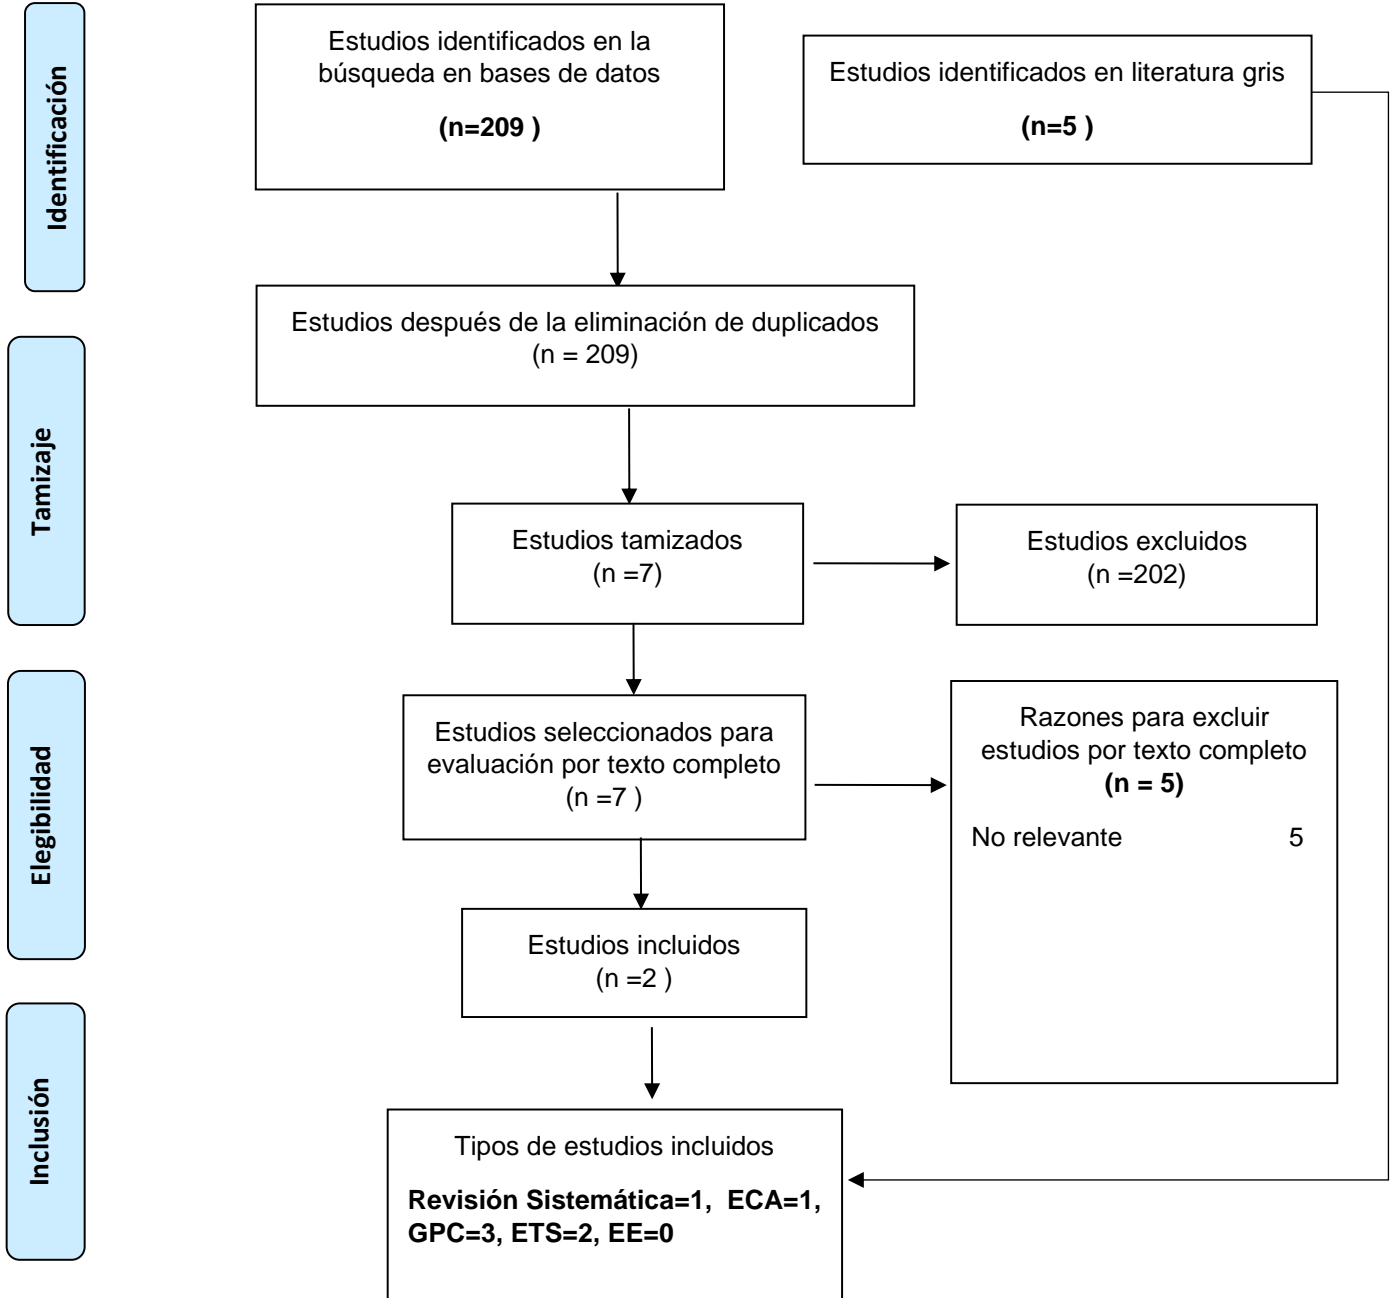 Identificación
Estudios identificados en la
búsqueda en bases de datos
(n=209 )
Estudios identificados en literatura gris
(n=5 )
Estudios después de la eliminación de duplicados
(n = 209)
Tamizaje
Estudios tamizados
(n =7)
Estudios excluidos
(n =202)
Elegibilidad
Estudios seleccionados para
evaluación por texto completo
(n =7 )
Razones para excluir
estudios por texto completo
(n = 5)
No relevante 5
Estudios incluidos
(n =2 )
Inclusión
Tipos de estudios incluidos
Revisión Sistemática=1, ECA=1,
GPC=3, ETS=2, EE=0